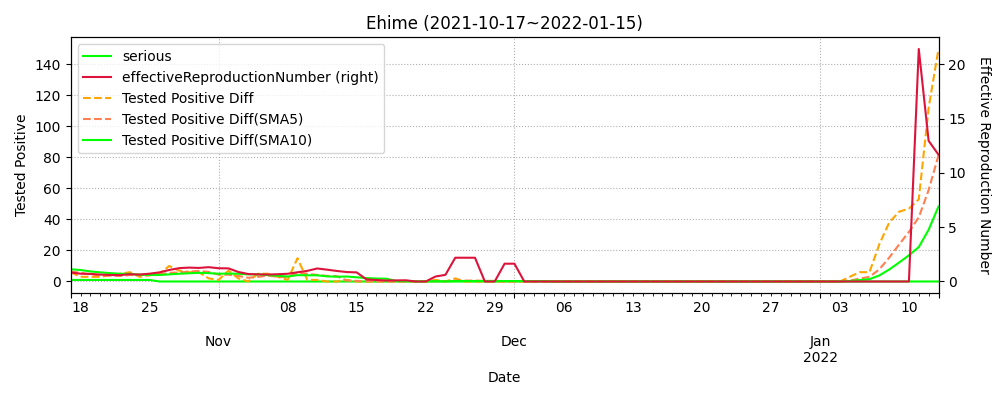 Ehime (2021-10-17~2022-01-15)
serious
effectiveReproductionNumber (right)
Tested Positive Diff
Tested Positive Diff(SMA5)
Tested Positive Diff(SMA10)
Tested Positive
140
120
100
80
60
40
20
0
20
15
10
5
0
Effective Reproduction Number
18 25 08 15 22 29 06 13 20 27 03 10
Nov Dec Jan
2022
Date